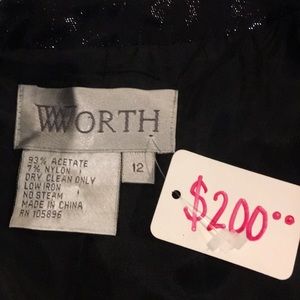 WORTH
93% ACETATE
7% NYLON
DRY CLEAN ONLY
LOW IRON
NO STEAM
MADE IN CHINA
RN 105896
12
$200